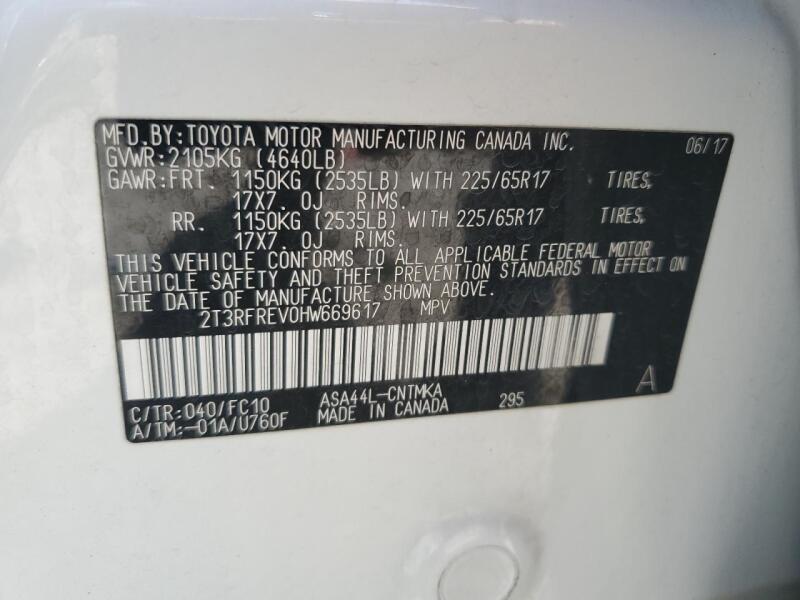 MFD.BY:TOYOTA MOTOR MANUFACTURING CANADA INC. 06/17
GVWR:2105KG (4640LB)
GAWR:FRT. 1150KG (2535LB) WITH 225/65R17 TIRES,
17X7.0J RIMS.
RR. 1150KG (2535LB) WITH 225/65R17 TIRES,
17X7.0J RIMS.
THIS VEHICLE CONFORMS TO ALL APPLICABLE FEDERAL MOTOR
VEHICLE SAFETY AND THEFT PREVENTION STANDARDS IN EFFECT ON
THE DATE OF MANUFACTURE SHOWN ABOVE.
2T3RFREV0HW669617 MPV
C/TR:040/FC10 ASA44L-CNTMKA 295 A
A/TM:-01A/U760F MADE IN CANADA